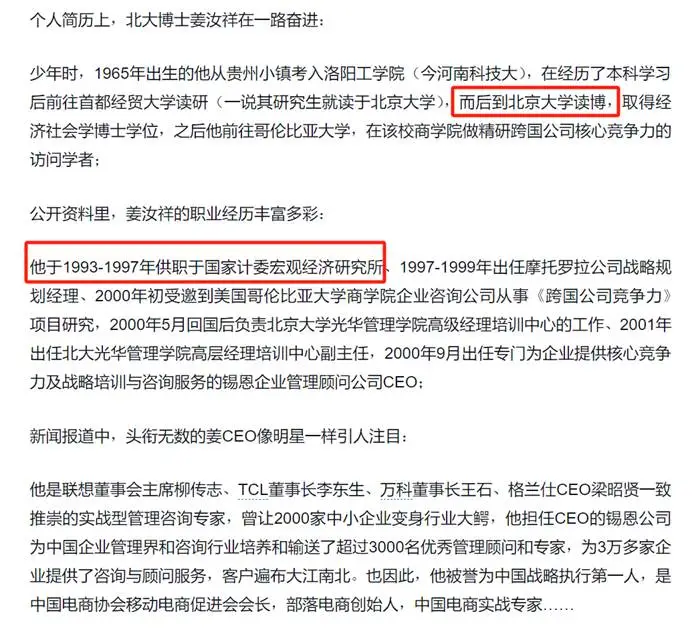 个人简历上，北大博士姜汝祥在一路奋进：
少年时，1965年出生的他从贵州小镇考入洛阳工学院（今河南科技大），在经历了本科学习
后前往首都经贸大学读研（一说其研究生就读于北京大学），而后到北京大学读博，取得经
济社会学博士学位，之后他前往哥伦比亚大学，在该校商学院做精研跨国公司核心竞争力的
访问学者；
公开资料里，姜汝祥的职业经历丰富多彩：
他于1993-1997年供职于国家计委宏观经济研究所、1997-1999年出任摩托罗拉公司战略规
划经理、2000年初受邀到美国哥伦比亚大学商学院企业咨询公司从事《跨国公司竞争力》
项目研究，2000年5月回国后负责北京大学光华管理学院高级经理培训中心的工作、2001年
出任北大光华管理学院高层经理培训中心副主任，2000年9月出任专门为企业提供核心竞争
力及战略培训与咨询服务的锡恩企业管理顾问公司CEO；
新闻报道中，头衔无数的姜CEO像明星一样引人注目：
他是联想董事会主席柳传志、TCL董事长李东生、万科董事长王石、格兰仕CEO梁昭贤一致
推崇的实战型管理咨询专家，曾让2000家中小企业变身行业大鳄，他担任CEO的锡恩公司
为中国企业管理界和咨询行业培养和输送了超过3000名优秀管理顾问和专家，为3万多家企
业提供了咨询与顾问服务，客户遍布大江南北。也因此，他被誉为中国战略执行第一人，是
中国电商协会移动电商促进会会长，部落电商创始人，中国电商实战专家……